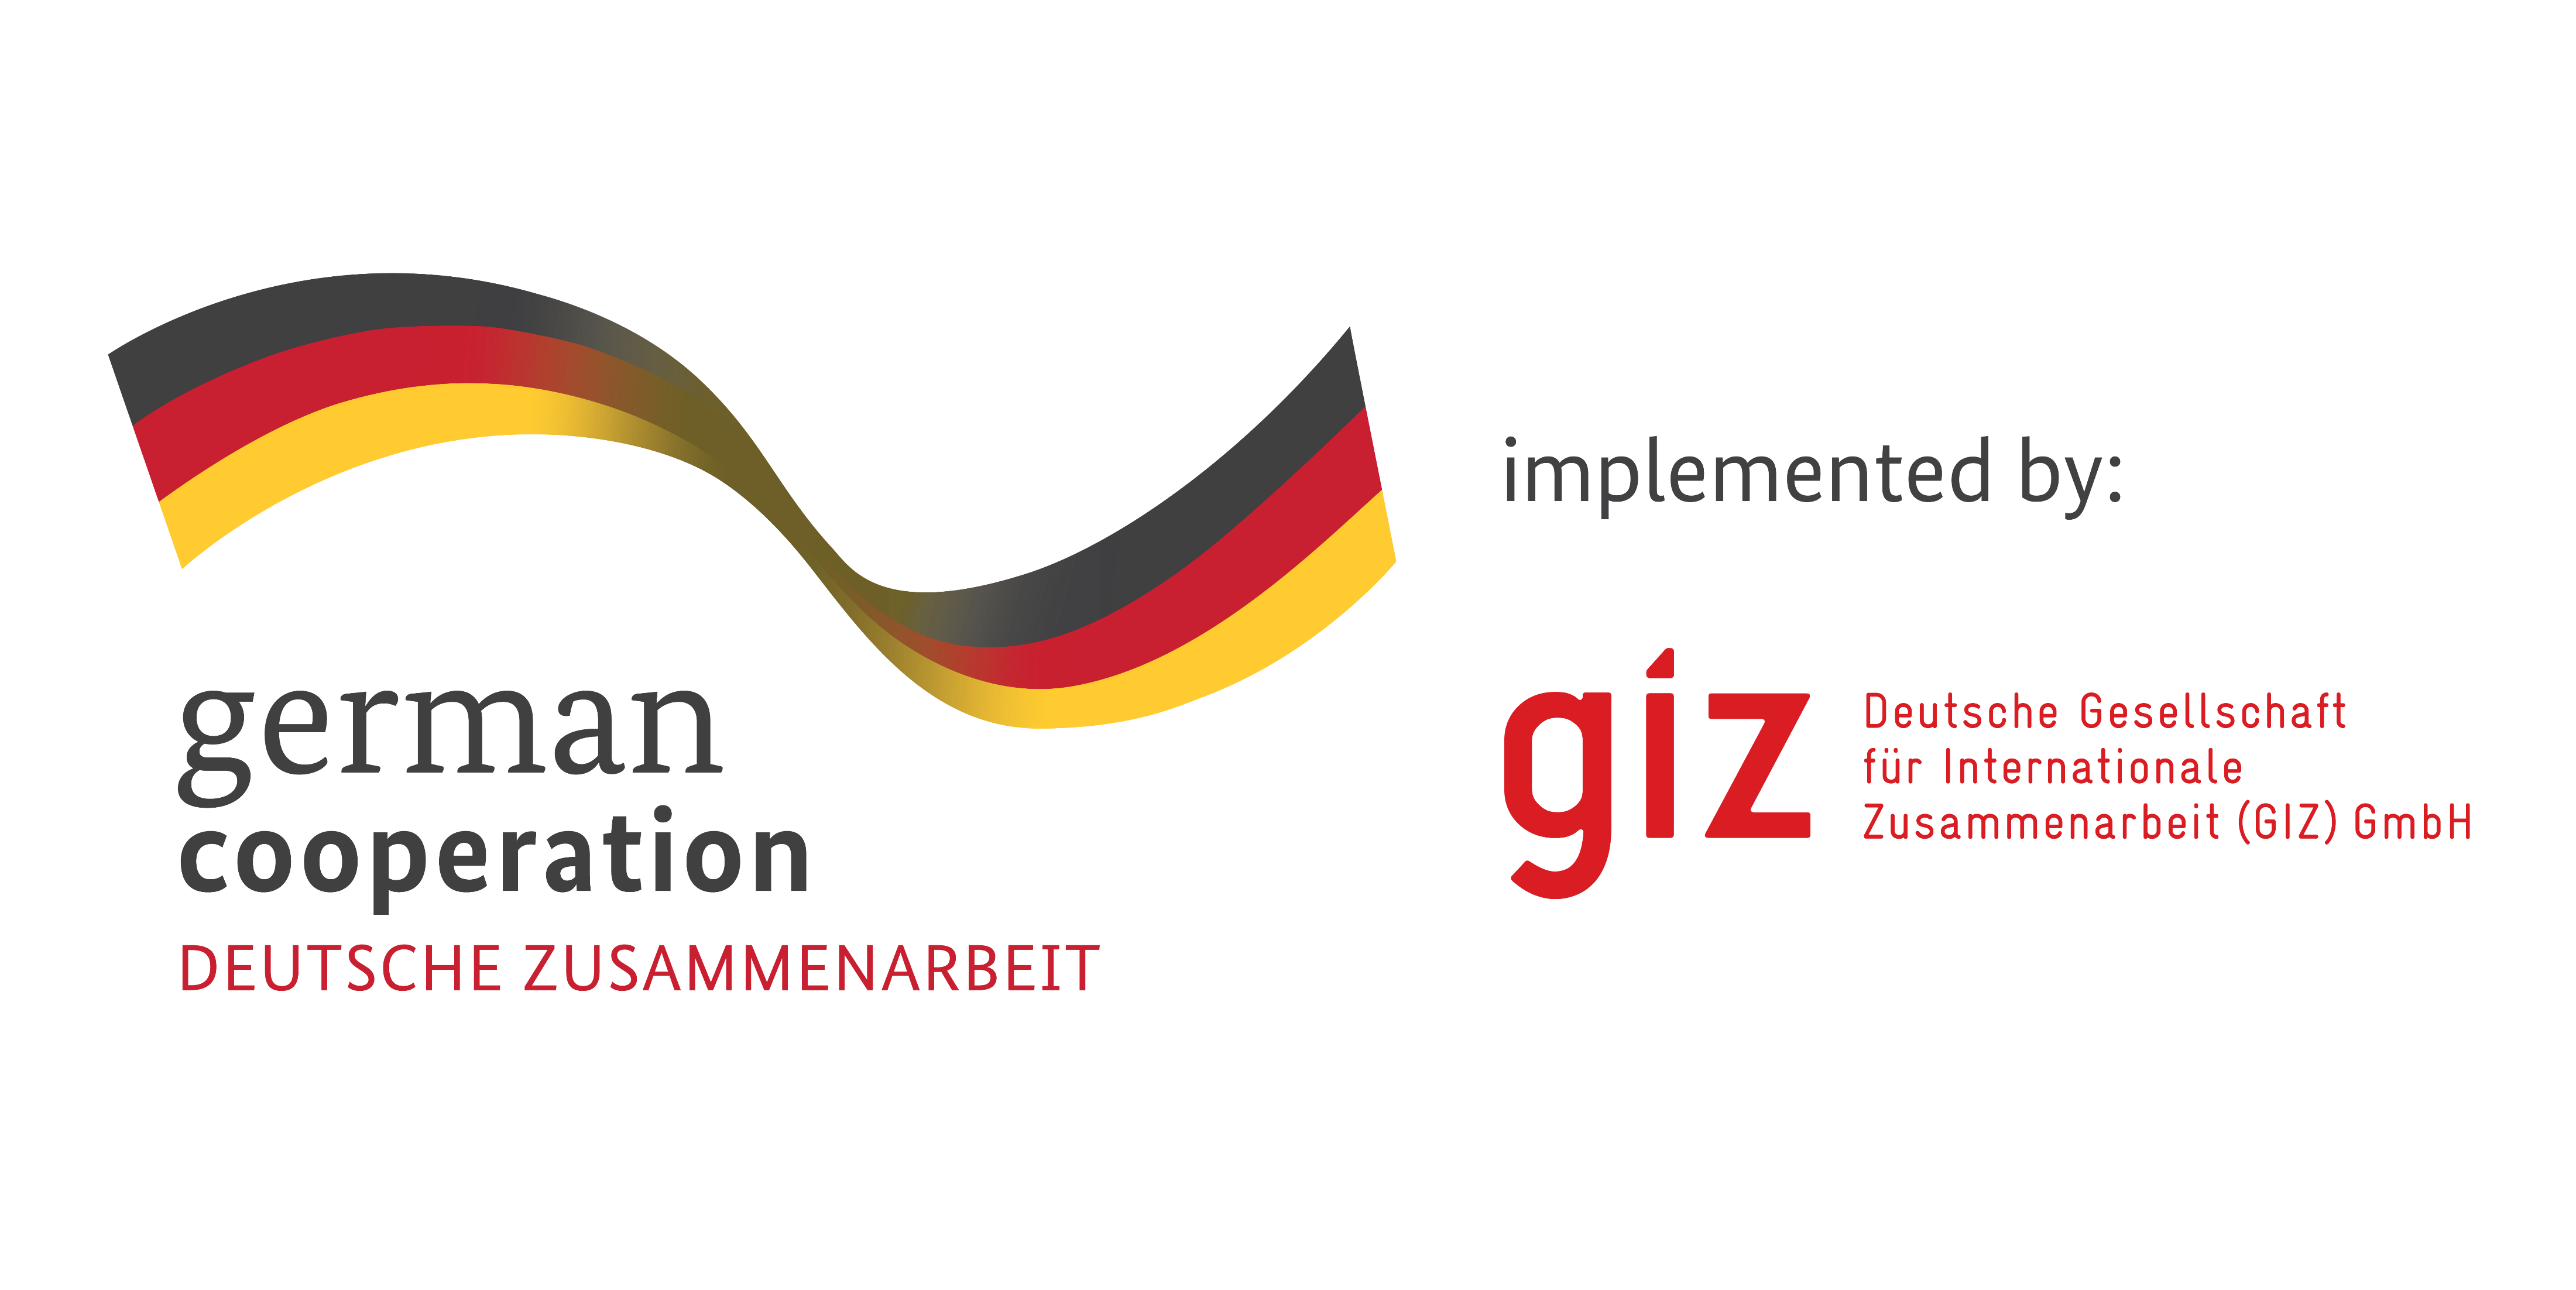 german
cooperation
DEUTSCHE ZUSAMMENARBEIT
implemented by:
giz
Deutsche Gesellschaft
für Internationale
Zusammenarbeit (GIZ) GmbH